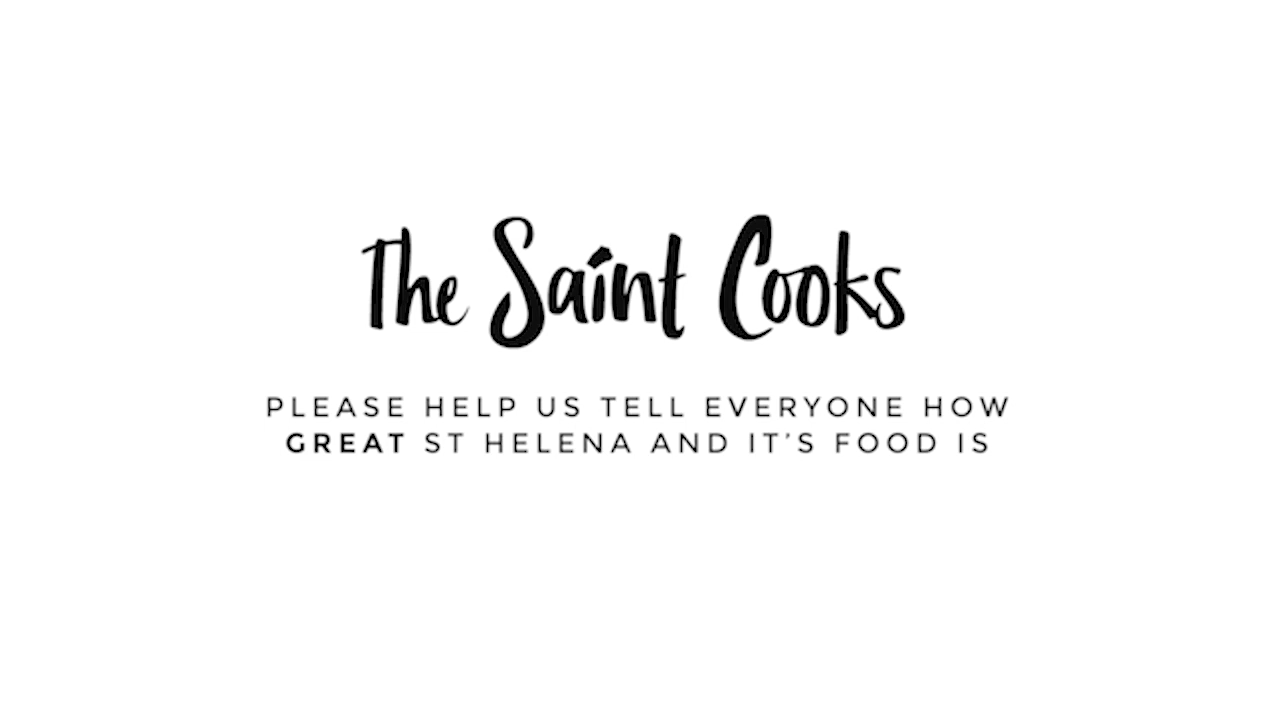 The Saint Cooks
PLEASE HELP US TELL EVERYONE HOW
GREAT ST HELENA AND IT'S FOOD IS